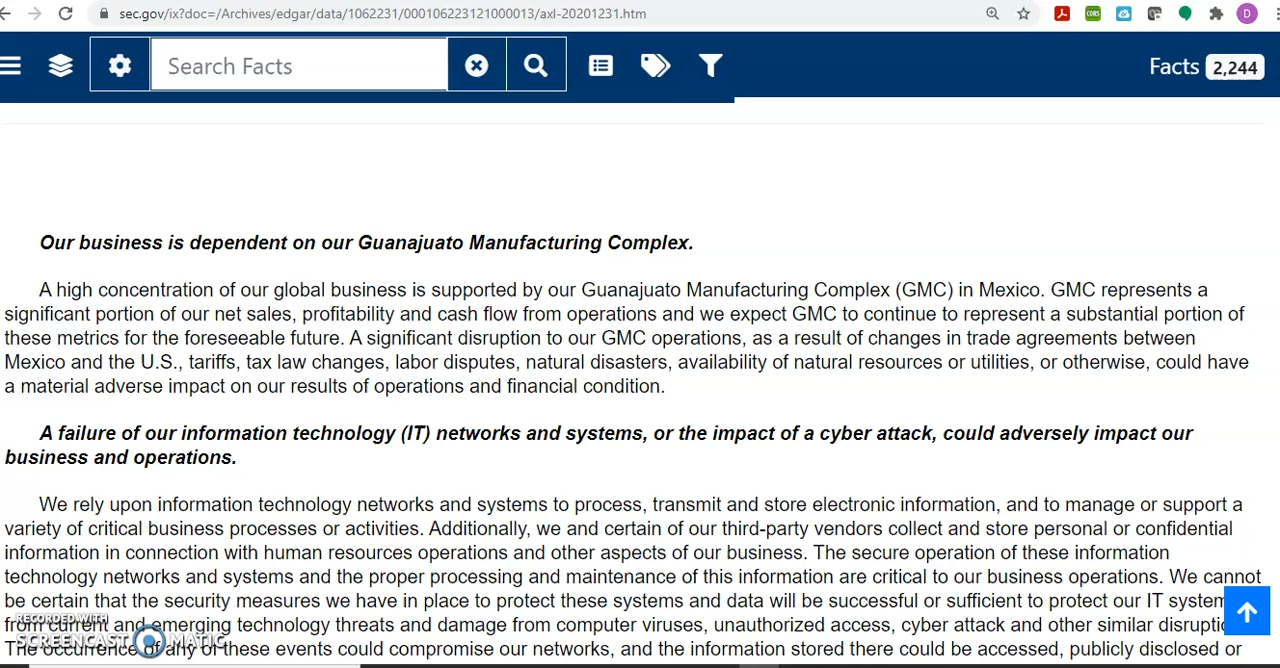 sec.gov/ix?doc=/Archives/edgar/data/1062231/000106223121000013/axl-20201231.htm
CORS
D
Search Facts
Facts 2,244
Our business is dependent on our Guanajuato Manufacturing Complex.
A high concentration of our global business is supported by our Guanajuato Manufacturing Complex (GMC) in Mexico. GMC represents a
significant portion of our net sales, profitability and cash flow from operations and we expect GMC to continue to represent a substantial portion of
these metrics for the foreseeable future. A significant disruption to our GMC operations, as a result of changes in trade agreements between
Mexico and the U.S., tariffs, tax law changes, labor disputes, natural disasters, availability of natural resources or utilities, or otherwise, could have
a material adverse impact on our results of operations and financial condition.
A failure of our information technology (IT) networks and systems, or the impact of a cyber attack, could adversely impact our
business and operations.
We rely upon information technology networks and systems to process, transmit and store electronic information, and to manage or support a
variety of critical business processes or activities. Additionally, we and certain of our third-party vendors collect and store personal or confidential
information in connection with human resources operations and other aspects of our business. The secure operation of these information
technology networks and systems and the proper processing and maintenance of this information are critical to our business operations. We cannot
be certain that the security measures we have in place to protect these systems and data will be successful or sufficient to protect our IT system
from current and emerging technology threats and damage from computer viruses, unauthorized access, cyber attack and other similar disruptio
The occurrence of any of these events could compromise our networks, and the information stored there could be accessed, publicly disclosed or
RECORDED WITH
SCREENCAST MATIC